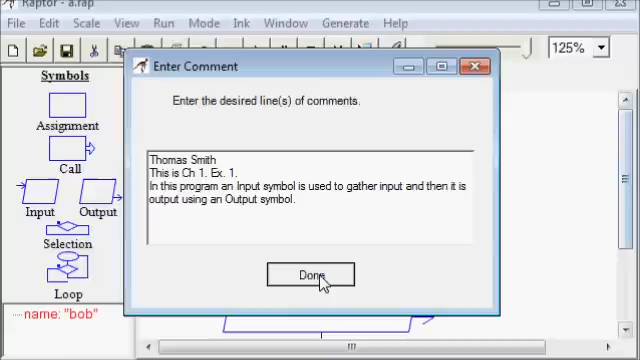 Raptor - a.rap
File Edit Scale View Run Mode Ink Window Generate Help
125%
Symbols
Assignment
Call
Input Output
Selection
Loop
name: "bob"
Enter Comment
Enter the desired line(s) of comments.
Thomas Smith
This is Ch 1. Ex. 1.
In this program an Input symbol is used to gather input and then it is
output using an Output symbol.
Done